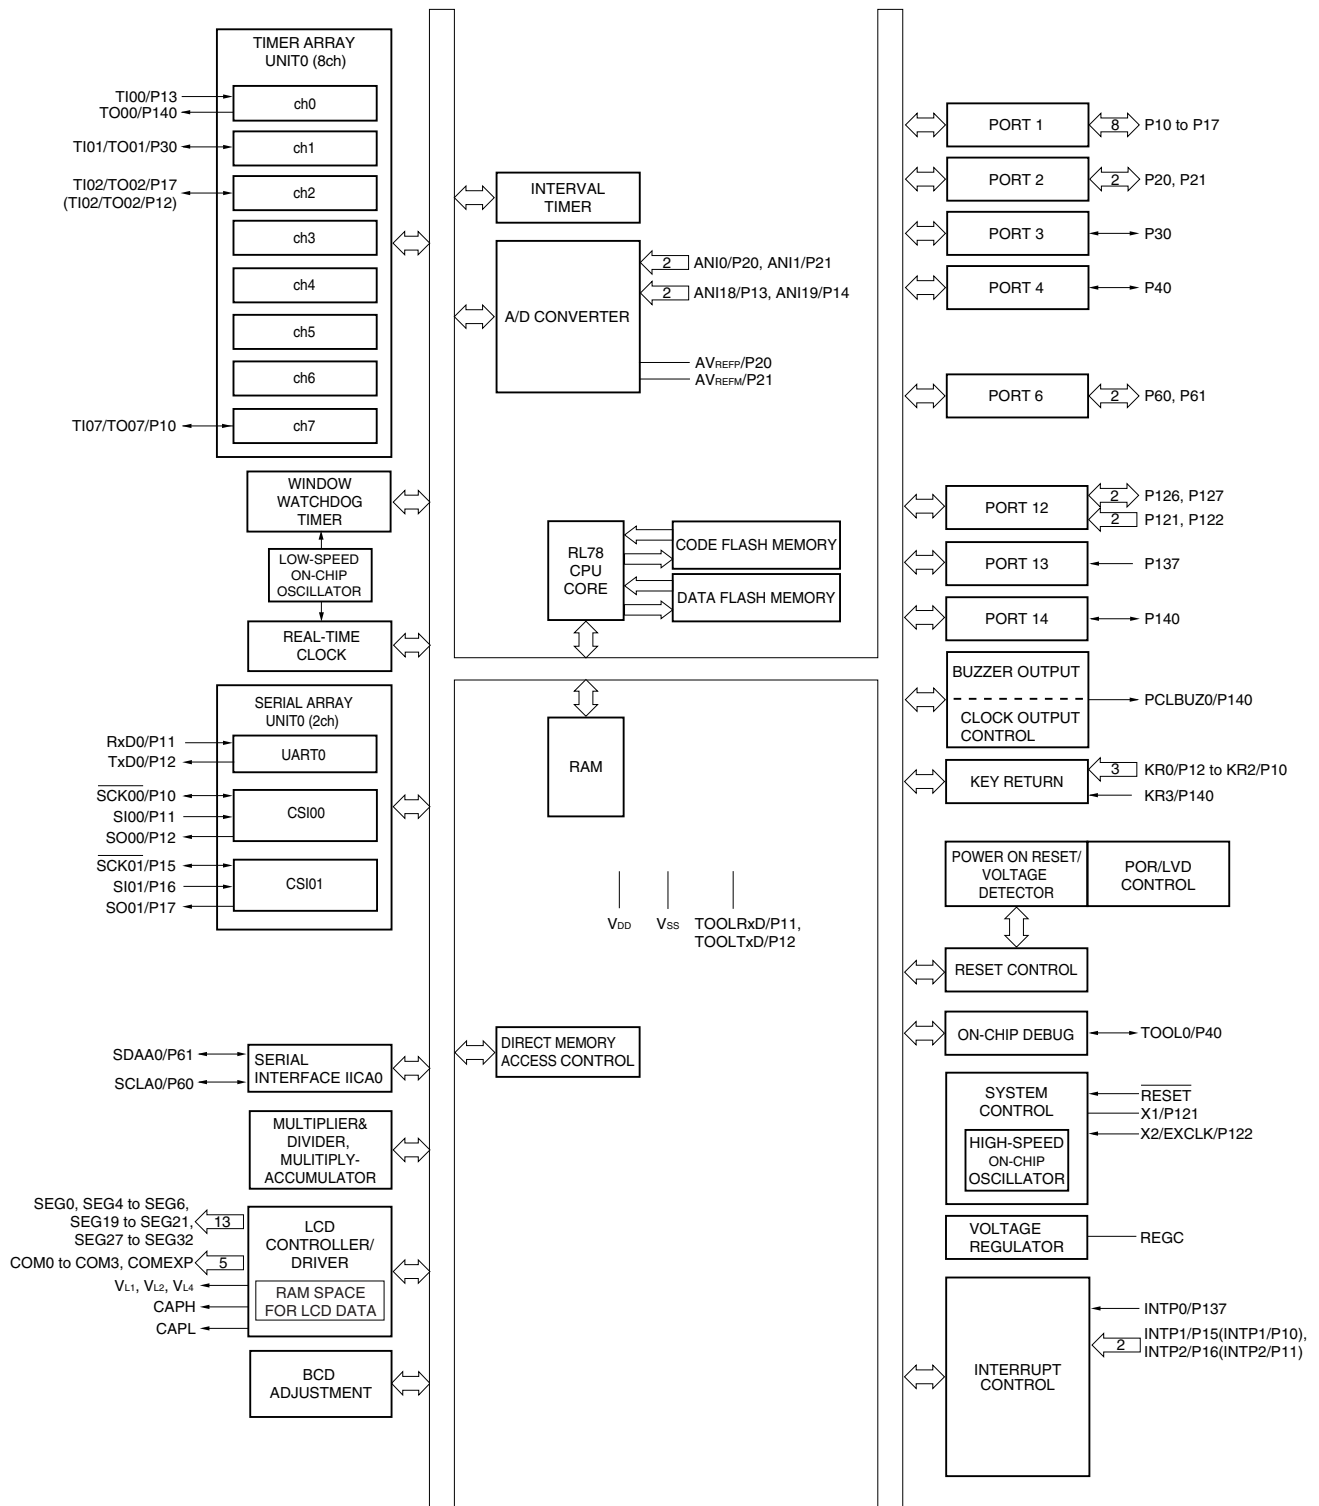 TIMER ARRAY
UNIT0 (8ch)
TI00/P13
TO00/P140
ch0
TI01/TO01/P30
ch1
TI02/TO02/P17
(TI02/TO02/P12)
ch2
ch3
ch4
ch5
ch6
TI07/TO07/P10
ch7
WINDOW
WATCHDOG
TIMER
LOW-SPEED
ON-CHIP
OSCILLATOR
REAL-TIME
CLOCK
SERIAL ARRAY
UNIT0 (2ch)
RxD0/P11
TxD0/P12
UART0
SCK00/P10
SI00/P11
SO00/P12
CSI00
SCK01/P15
SI01/P16
SO01/P17
CSI01
SDAA0/P61
SCLA0/P60
SERIAL
INTERFACE IICA0
MULTIPLIER&
DIVIDER,
MULITIPLY-
ACCUMULATOR
SEG0, SEG4 to SEG6,
SEG19 to SEG21,
SEG27 to SEG32
13
COM0 to COM3, COMEXP
5
VL1, VL2, VL4
CAPH
CAPL
LCD
CONTROLLER/
DRIVER
RAM SPACE
FOR LCD DATA
BCD
ADJUSTMENT
INTERVAL
TIMER
A/D CONVERTER
2
ANI0/P20, ANI1/P21
2
ANI18/P13, ANI19/P14
AVREFP/P20
AVREFM/P21
RL78
CPU
CORE
CODE FLASH MEMORY
DATA FLASH MEMORY
RAM
VDD
VSS
TOOLRxD/P11,
TOOLTxD/P12
DIRECT MEMORY
ACCESS CONTROL
PORT 1
8
P10 to P17
PORT 2
2
P20, P21
PORT 3
P30
PORT 4
P40
PORT 6
2
P60, P61
PORT 12
2
P126, P127
2
P121, P122
PORT 13
P137
PORT 14
P140
BUZZER OUTPUT
CLOCK OUTPUT
CONTROL
PCLBUZ0/P140
KEY RETURN
3
KR0/P12 to KR2/P10
KR3/P140
POWER ON RESET/
VOLTAGE
DETECTOR
POR/LVD
CONTROL
RESET CONTROL
ON-CHIP DEBUG
TOOL0/P40
SYSTEM
CONTROL
HIGH-SPEED
ON-CHIP
OSCILLATOR
RESET
X1/P121
X2/EXCLK/P122
VOLTAGE
REGULATOR
REGC
INTERRUPT
CONTROL
INTP0/P137
2
INTP1/P15(INTP1/P10),
INTP2/P16(INTP2/P11)